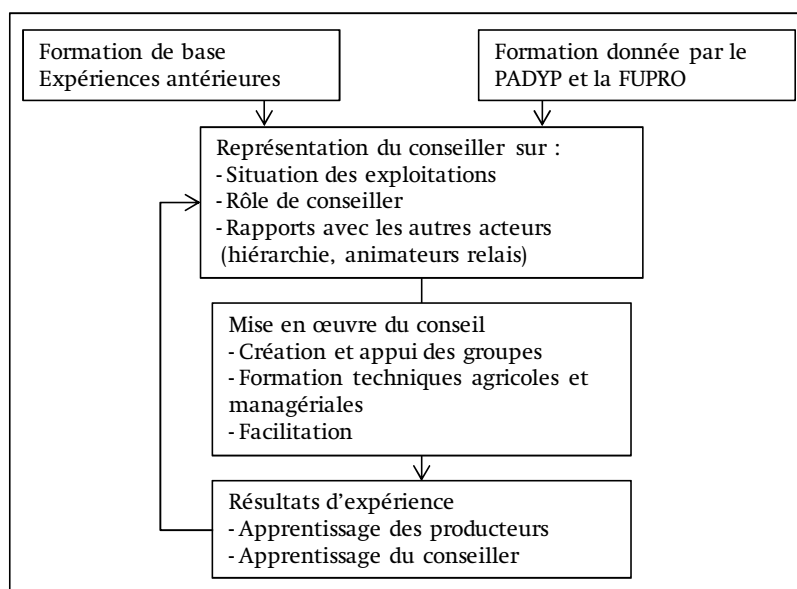 Formation de base
Expériences antérieures
Formation donnée par le
PADYP et la FUPRO
Représentation du conseiller sur :
- Situation des exploitations
- Rôle de conseiller
- Rapports avec les autres acteurs
(hiérarchie, animateurs relais)
Mise en œuvre du conseil
- Création et appui des groupes
- Formation techniques agricoles et
managériales
- Facilitation
Résultats d’expérience
- Apprentissage des producteurs
- Apprentissage du conseiller